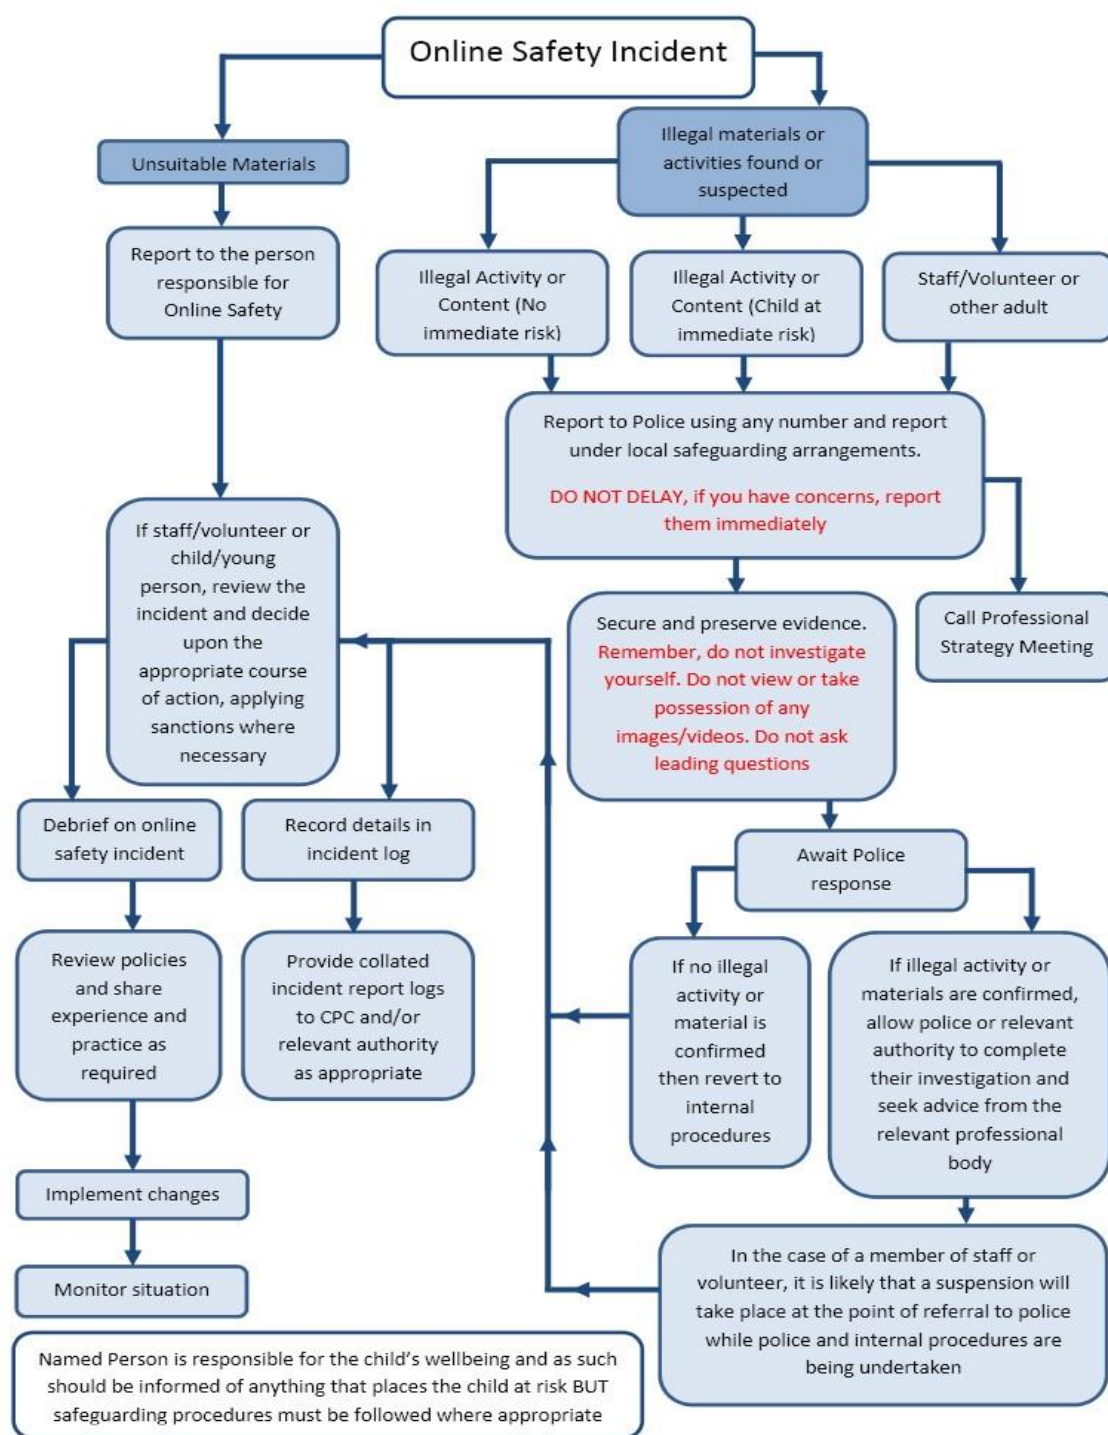 Online Safety Incident
Unsuitable Materials
Illegal materials or
activities found or
suspected
Report to the person
responsible for
Online Safety
Illegal Activity or
Content (No
immediate risk)
Illegal Activity or
Content (Child at
immediate risk)
Staff/Volunteer or
other adult
Report to Police using any number and report
under local safeguarding arrangements.
DO NOT DELAY, if you have concerns, report
them immediately
If staff/volunteer or
child/young
person, review the
incident and decide
upon the
appropriate course
of action, applying
sanctions where
necessary
Secure and preserve evidence.
Remember, do not investigate
yourself. Do not view or take
possession of any
images/videos. Do not ask
leading questions
Call Professional
Strategy Meeting
Debrief on online
safety incident
Record details in
incident log
Await Police
response
Review policies
and share
experience and
practice as
required
Provide collated
incident report logs
to CPC and/or
relevant authority
as appropriate
If no illegal
activity or
material is
confirmed
then revert to
internal
procedures
If illegal activity or
materials are confirmed,
allow police or relevant
authority to complete
their investigation and
seek advice from the
relevant professional
body
Implement changes
Monitor situation
In the case of a member of staff or
volunteer, it is likely that a suspension will
take place at the point of referral to police
while police and internal procedures are
being undertaken
Named Person is responsible for the child’s wellbeing and as such
should be informed of anything that places the child at risk BUT
safeguarding procedures must be followed where appropriate